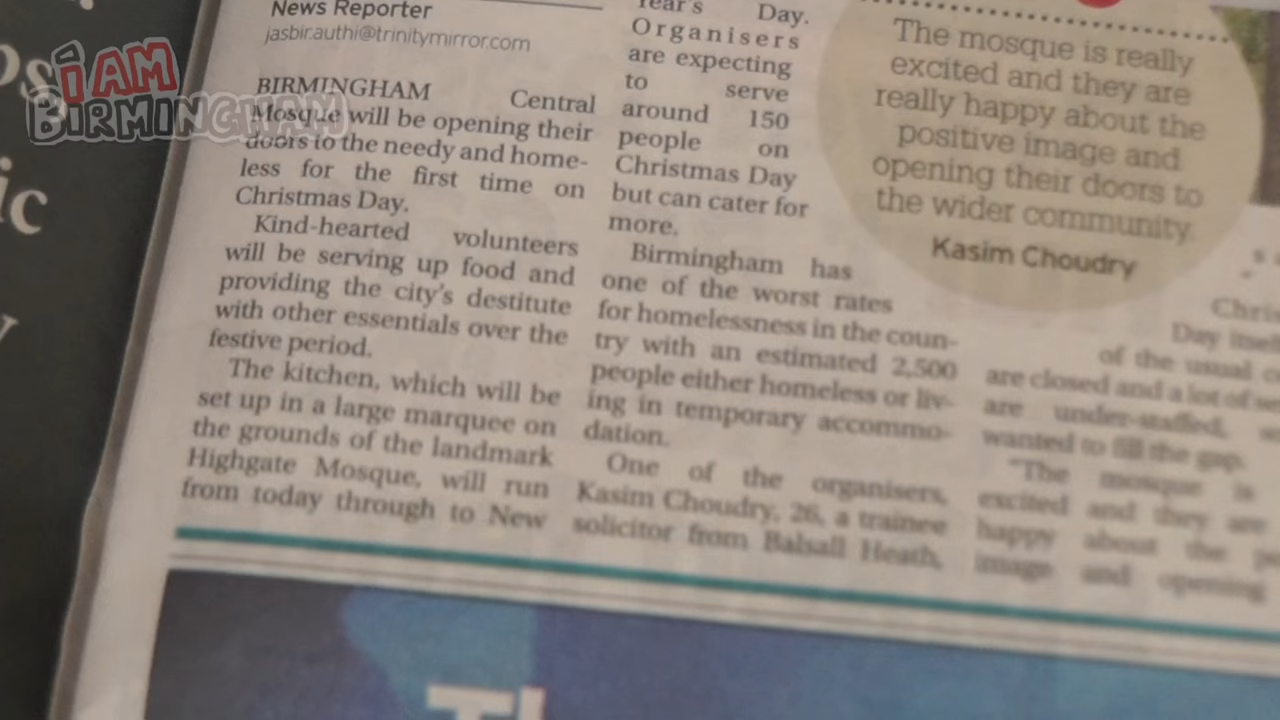 I AM
BIRMINGHAM
News Reporter
jasbir.authi@trinitymirror.com
BIRMINGHAM Central
Mosque will be opening their
doors to the needy and home-
less for the first time on
Christmas Day.
Kind-hearted volunteers
will be serving up food and
providing the city's destitute
with other essentials over the
festive period.
The kitchen, which will be
set up in a large marquee on
the grounds of the landmark
Highgate Mosque, will run
from today through to New
Year's Day.
Organisers
are expecting
to serve
around 150
people on
Christmas Day
but can cater for
more.
Birmingham has
one of the worst rates
for homelessness in the coun-
try with an estimated 2,500
people either homeless or liv-
ing in temporary accommo-
dation.
One of the organisers,
Kasim Choudry, 26, a trainee
solicitor from Balsall Heath,
The mosque is really
excited and they are
really happy about the
positive image and
opening their doors to
the wider community.
Kasim Choudry
Day itself
of the usual
are closed and a lot of
are under-staffed,
wanted to fill the gap.
"The mosque is
excited and they are
happy about the
image and opening